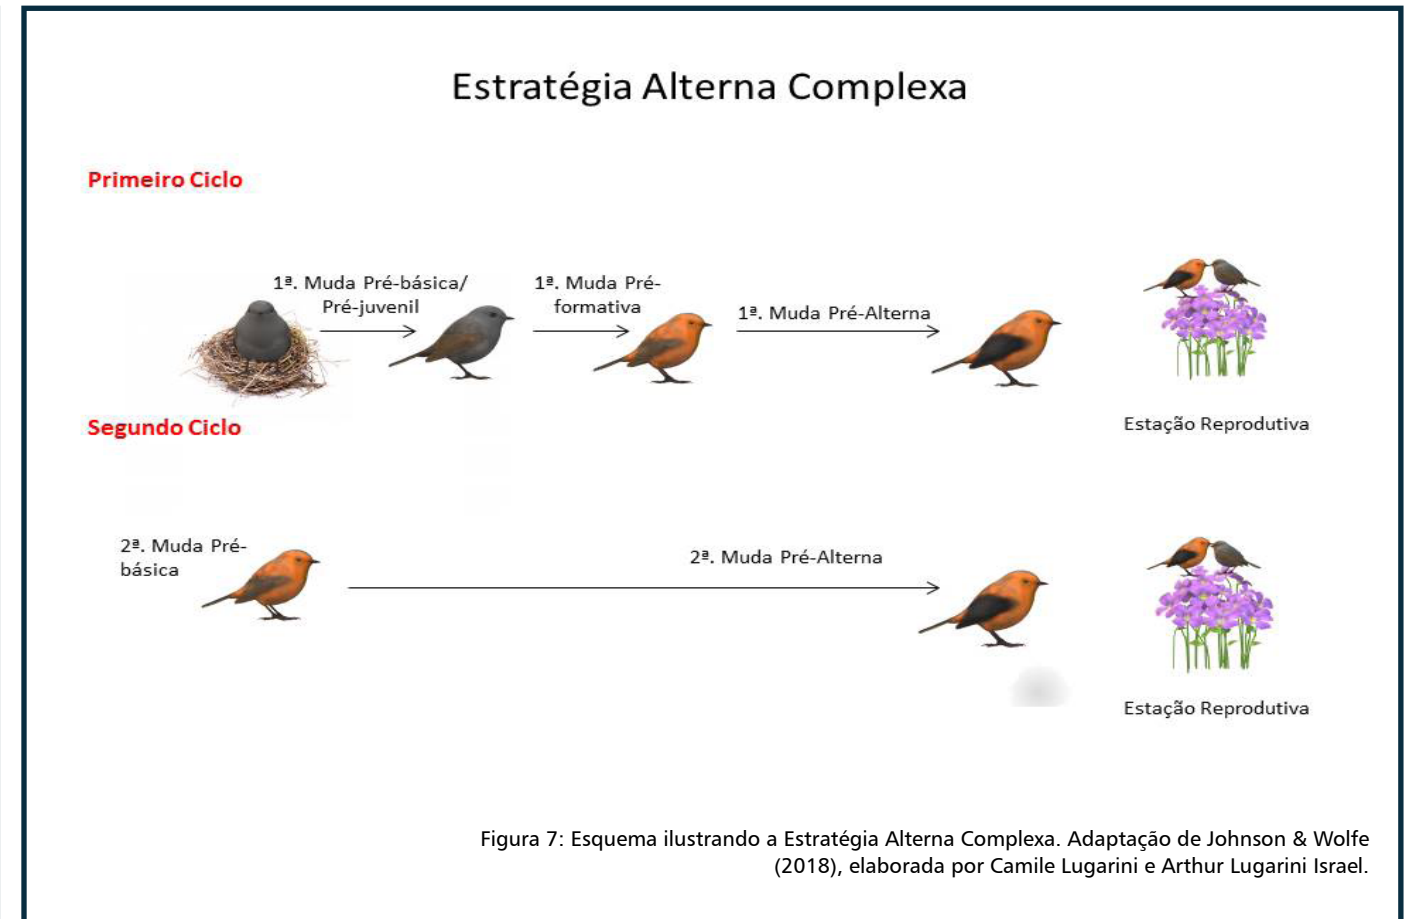 Estratégia Alterna Complexa
Primeiro Ciclo
1ª. Muda Pré-básica/
Pré-juvenil
1ª. Muda Pré-
formativa
1ª. Muda Pré-Alterna
Estação Reprodutiva
Segundo Ciclo
2ª. Muda Pré-
básica
2ª. Muda Pré-Alterna
Estação Reprodutiva
Figura 7: Esquema ilustrando a Estratégia Alterna Complexa. Adaptação de Johnson & Wolfe
(2018), elaborada por Camile Lugarini e Arthur Lugarini Israel.